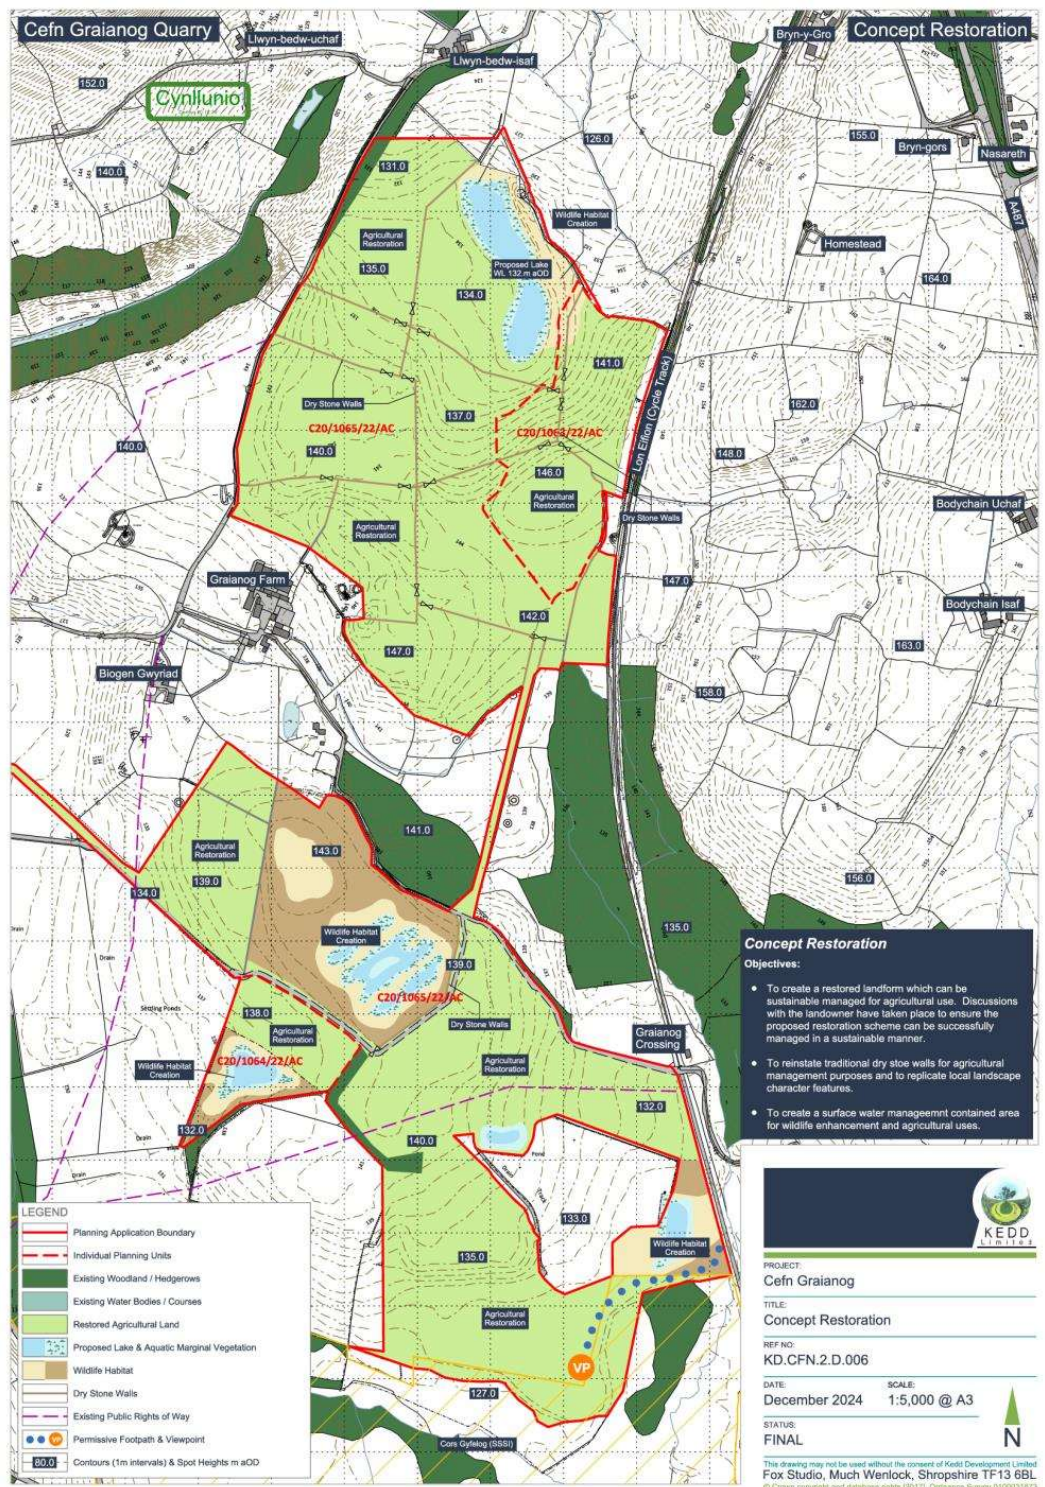 Cefn Graianog Quarry
Concept Restoration
Cynllunio
Llwyn-bedw-uchaf
Llwyn-bedw-isaf
Bryn-y-Gro
Bryn-gors
Nasareth
A487
Homestead
152.0
140.0
126.0
155.0
131.0
Wildlife Habitat
Creation
Agricultural
Restoration
135.0
Proposed Lake
WL 132 m aOD
134.0
164.0
141.0
Lon Eifion (Cycle Track)
Dry Stone Walls
137.0
162.0
C20/1065/22/AC
C20/1063/22/AC
140.0
140.0
148.0
146.0
Agricultural
Restoration
Agricultural
Restoration
Dry Stone Walls
Bodychain Uchaf
Graianog Farm
147.0
Bodychain Isaf
142.0
147.0
163.0
Biogen Gwyriad
158.0
141.0
143.0
Agricultural
Restoration
139.0
134.0
156.0
Wildlife Habitat
Creation
135.0
139.0
C20/1065/22/AC
Drain
Drain
Settling Ponds
138.0
Dry Stone Walls
Agricultural
Restoration
Graianog
Crossing
C20/1064/22/AC
Wildlife Habitat
Creation
Agricultural
Restoration
132.0
132.0
Drain
Drain
140.0
Drain
Pond
Track
133.0
Wildlife Habitat
Creation
135.0
Agricultural
Restoration
VP
127.0
Cors Gyfelog (SSSI)
Concept Restoration
Objectives:
• To create a restored landform which can be
sustainable managed for agricultural use. Discussions
with the landowner have taken place to ensure the
proposed restoration scheme can be successfully
managed in a sustainable manner.
• To reinstate traditional dry stoe walls for agricultural
management purposes and to replicate local landscape
character features.
• To create a surface water manageemnt contained area
for wildlife enhancement and agricultural uses.
LEGEND
Planning Application Boundary
Individual Planning Units
Existing Woodland / Hedgerows
Existing Water Bodies / Courses
Restored Agricultural Land
Proposed Lake & Aquatic Marginal Vegetation
Wildlife Habitat
Dry Stone Walls
Existing Public Rights of Way
VP Permissive Footpath & Viewpoint
80.0 Contours (1m intervals) & Spot Heights m aOD
KEDD
Limited
PROJECT:
Cefn Graianog
TITLE:
Concept Restoration
REF NO:
KD.CFN.2.D.006
DATE: SCALE:
December 2024 1:5,000 @ A3
STATUS:
FINAL
N
This drawing may not be used without the consent of Kedd Development Limited
Fox Studio, Much Wenlock, Shropshire TF13 6BL